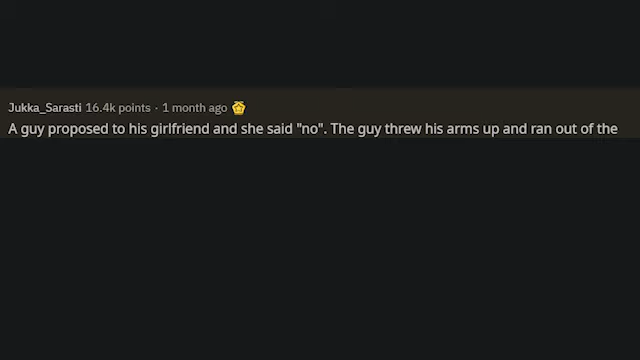 Jukka_Sarasti 16.4k points · 1 month ago
A guy proposed to his girlfriend and she said "no". The guy threw his arms up and ran out of the